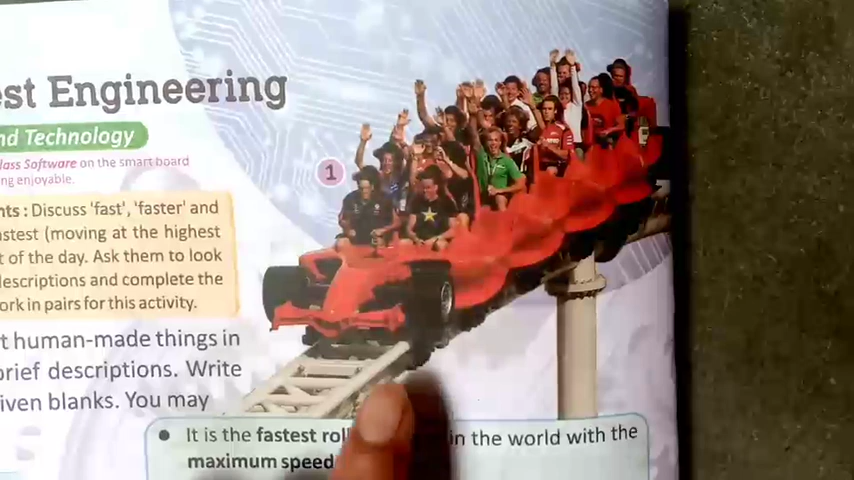 est Engineering
nd Technology
lass Software on the smart board
ng enjoyable.
1
nts : Discuss 'fast', 'faster' and
astest (moving at the highest
t of the day. Ask them to look
descriptions and complete the
ork in pairs for this activity.
t human-made things in
rief descriptions. Write
iven blanks. You may
• It is the fastest roll in the world with the
maximum speed